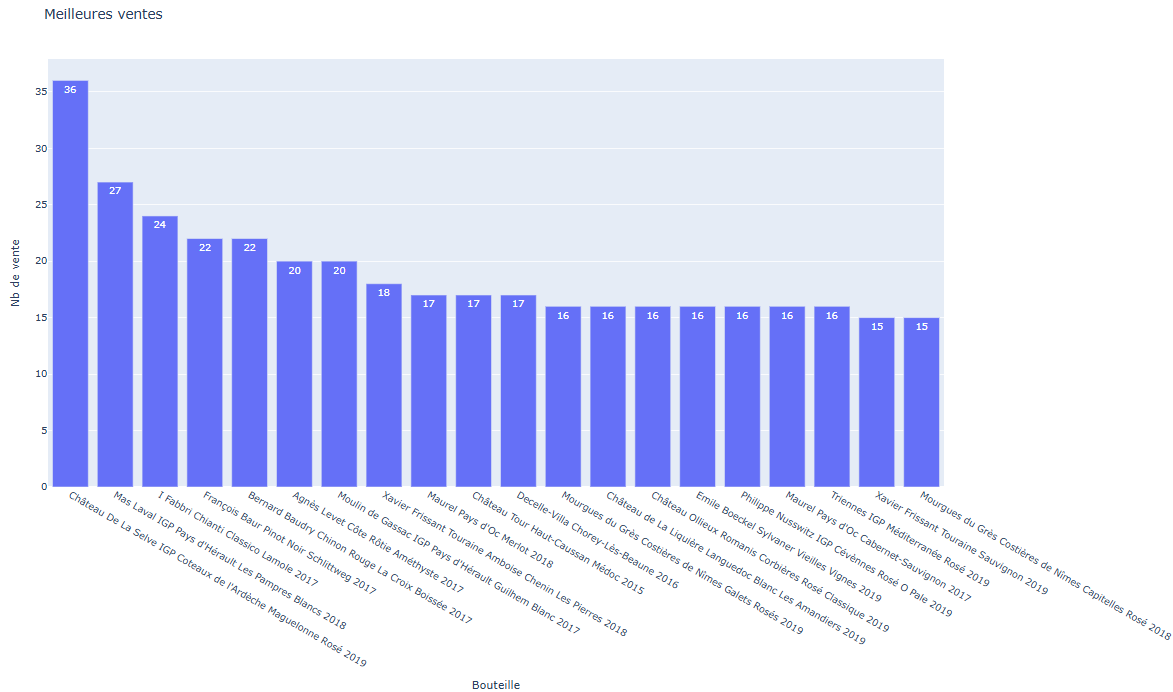 Meilleures ventes
Nb de vente
35
30
25
20
15
10
5
0
36
27
24
22
22
20
20
18
17
17
17
16
16
16
16
16
16
16
15
15
Château De La Selve IGP Coteaux de l'Ardèche Maguelonne Rosé 2019
Mas Laval IGP Pays d'Hérault Les Pampres Blancs 2018
I Fabbri Chianti Classico Lamole 2017
François Baur Pinot Noir Schlittweg 2017
Bernard Baudry Chinon Rouge La Croix Boissée 2017
Agnès Levet Côte Rôtie Améthyste 2017
Moulin de Gassac IGP Pays d'Hérault Guilhem Blanc 2017
Xavier Frissant Touraine Amboise Chenin Les Pierres 2018
Maurel Pays d'Oc Merlot 2018
Château Tour Haut-Caussan Médoc 2015
Decelle-Villa Chorey-Lès-Beaune 2016
Mourgues du Grès Costières de Nîmes Galets Rosés 2019
Château de La Liquière Languedoc Blanc Les Amandiers 2019
Château Ollieux Romanis Corbières Rosé Classique 2019
Emile Boeckel Sylvaner Vieilles Vignes 2019
Philippe Nusswitz IGP Cévènnes Rosé O Pale 2019
Maurel Pays d'Oc Cabernet-Sauvignon 2017
Triennes IGP Méditerranée Rosé 2019
Xavier Frissant Touraine Sauvignon 2019
Mourgues du Grès Costières de Nîmes Capitelles Rosé 2018
Bouteille